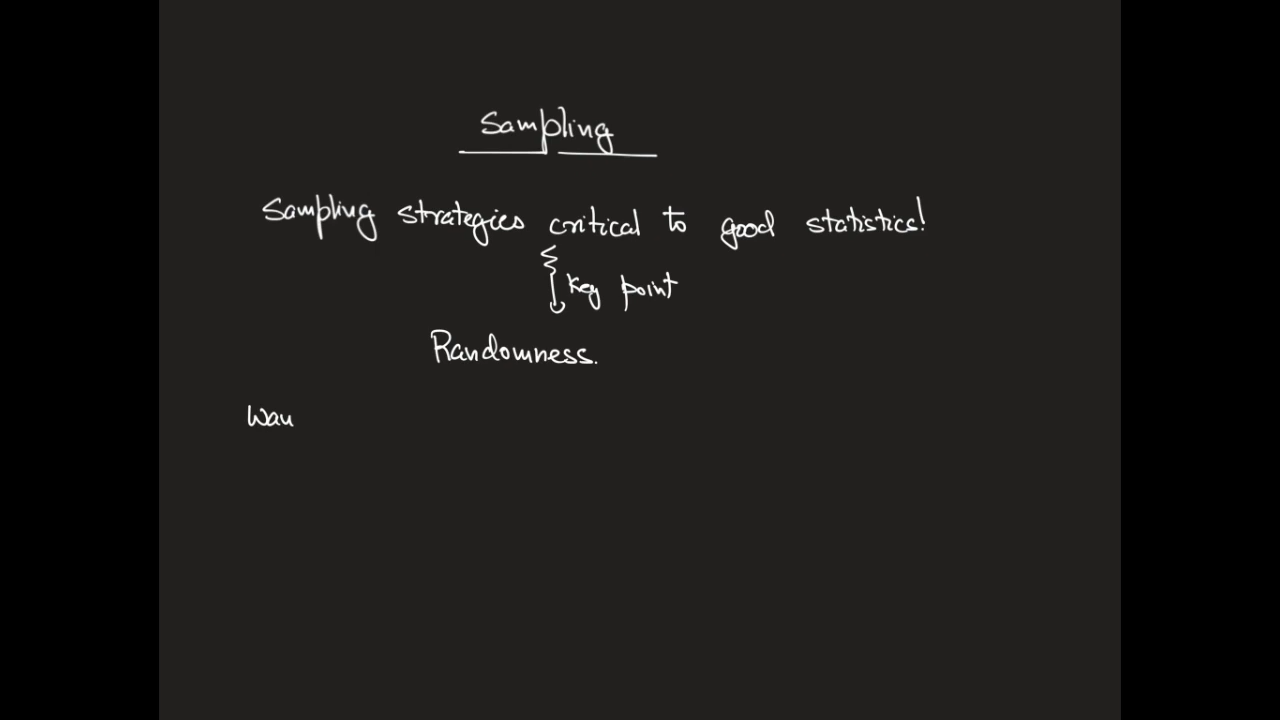 Sampling
Sampling strategies critical to good statistics!
Key point
Randomness.